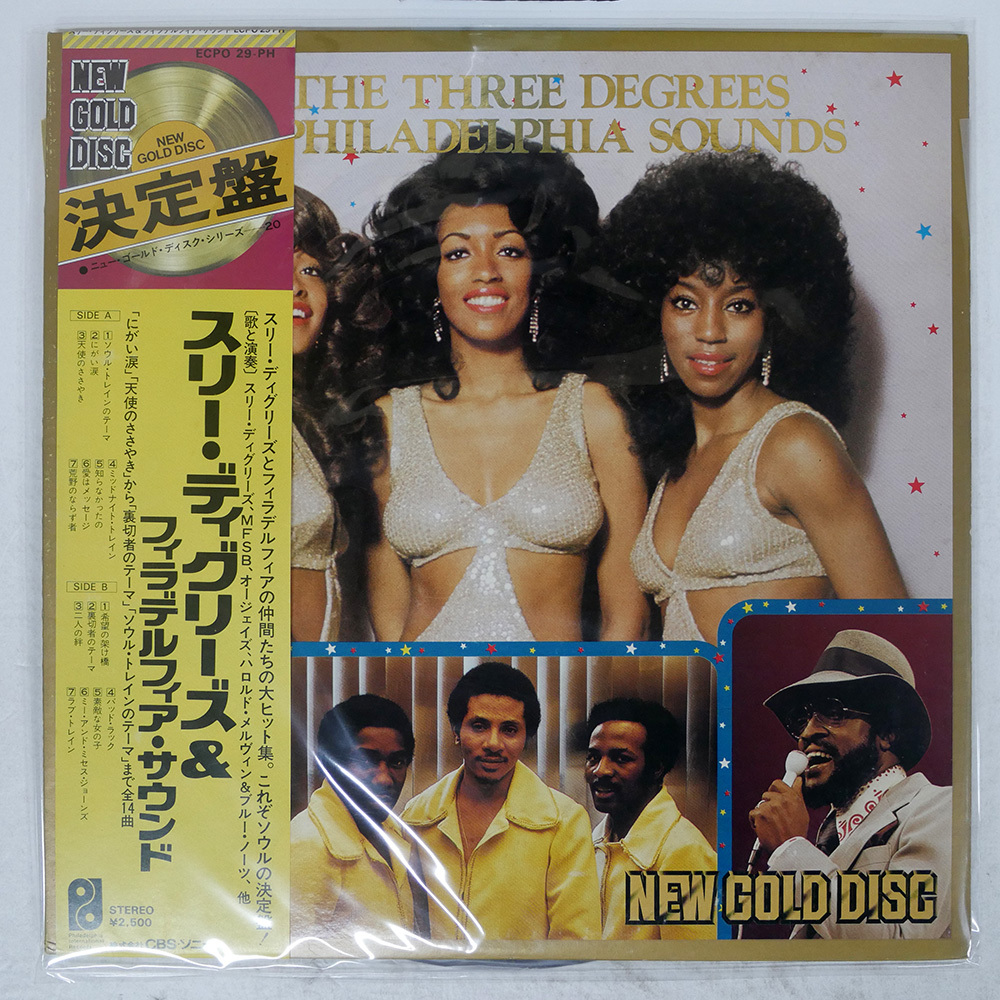 ECPO 29-PH
NEW
GOLD
DISC
NEW
GOLD DISC
決定盤
●ニュー・ゴールド・ディスク・シリーズ──20
THE THREE DEGREES
PHILADELPHIA SOUNDS
スリー・ディグリーズとフィラデルフィアの仲間たちの大ヒット集。これぞソウルの決定盤!
〔歌と演奏〕スリー・ディグリーズ、MFSB、オージェイズ、ハロルド・メルヴィン&ブルー・ノーツ、他
スリー・ディグリーズ&
フィラデルフィア・サウンド
「にがい涙」「天使のささやき」から「裏切者のテーマ」「ソウル・トレインのテーマ」まで全14曲
SIDE A
1ソウル・トレインのテーマ
2にがい涙
3天使のささやき
4ミッドナイト・トレイン
5知らなかったの
6愛はメッセージ
7荒野のならず者
SIDE B
1希望の架け橋
2裏切者のテーマ
3二人の絆
4バッド・ラック
5素敵な女の子
6ミー・アンド・ミセス・ジョーンズ
7ラブ・トレイン
STEREO
¥2,500
CBS・ソニー
NEW GOLD DISC